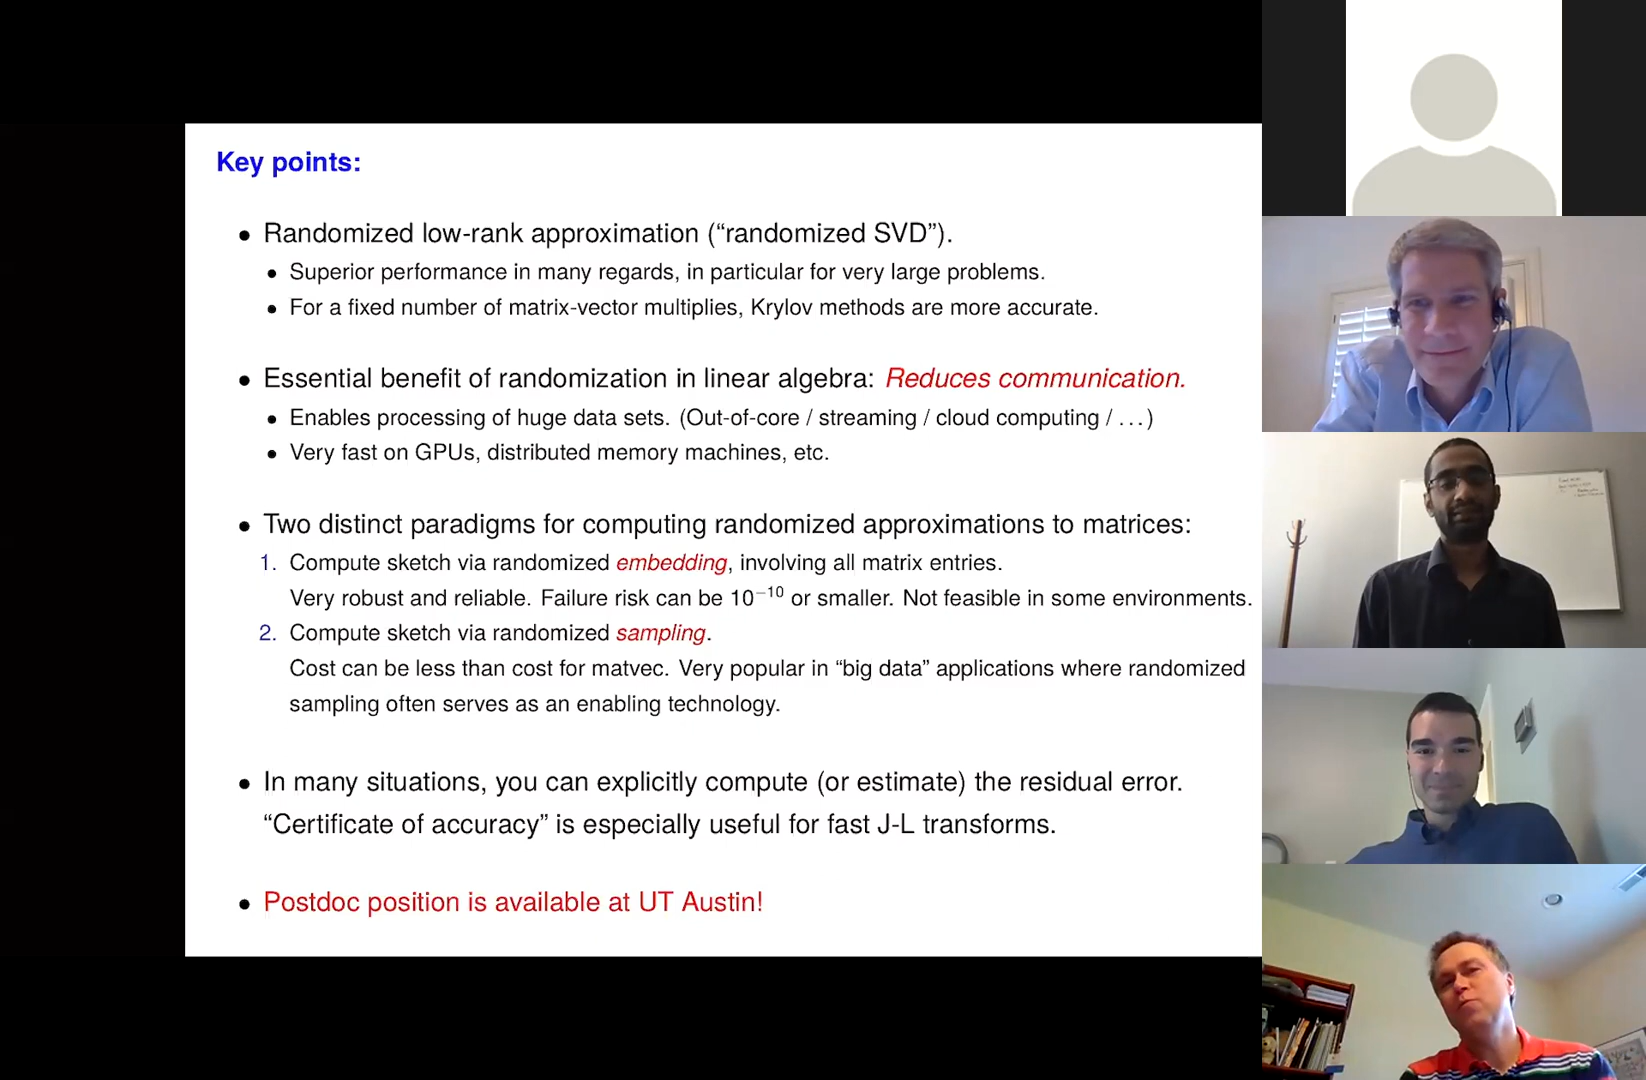 Key points:
• Randomized low-rank approximation (“randomized SVD”).
• Superior performance in many regards, in particular for very large problems.
• For a fixed number of matrix-vector multiplies, Krylov methods are more accurate.
• Essential benefit of randomization in linear algebra: Reduces communication.
• Enables processing of huge data sets. (Out-of-core / streaming / cloud computing / ...)
• Very fast on GPUs, distributed memory machines, etc.
• Two distinct paradigms for computing randomized approximations to matrices:
1. Compute sketch via randomized embedding, involving all matrix entries.
Very robust and reliable. Failure risk can be 10⁻¹⁰ or smaller. Not feasible in some environments.
2. Compute sketch via randomized sampling.
Cost can be less than cost for matvec. Very popular in “big data” applications where randomized
sampling often serves as an enabling technology.
• In many situations, you can explicitly compute (or estimate) the residual error.
“Certificate of accuracy” is especially useful for fast J-L transforms.
• Postdoc position is available at UT Austin!